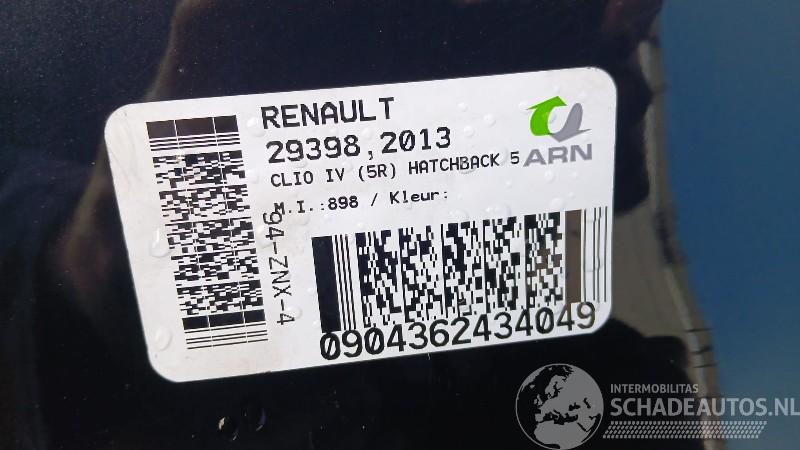 RENAULT
29398,2013
CLIO IV (5R) HATCHBACK 5
ARN
M.I.:898 / Kleur:
94-ZNX-4
0904362434049
INTERMOBILITAS
SCHADEAUTOS.NL